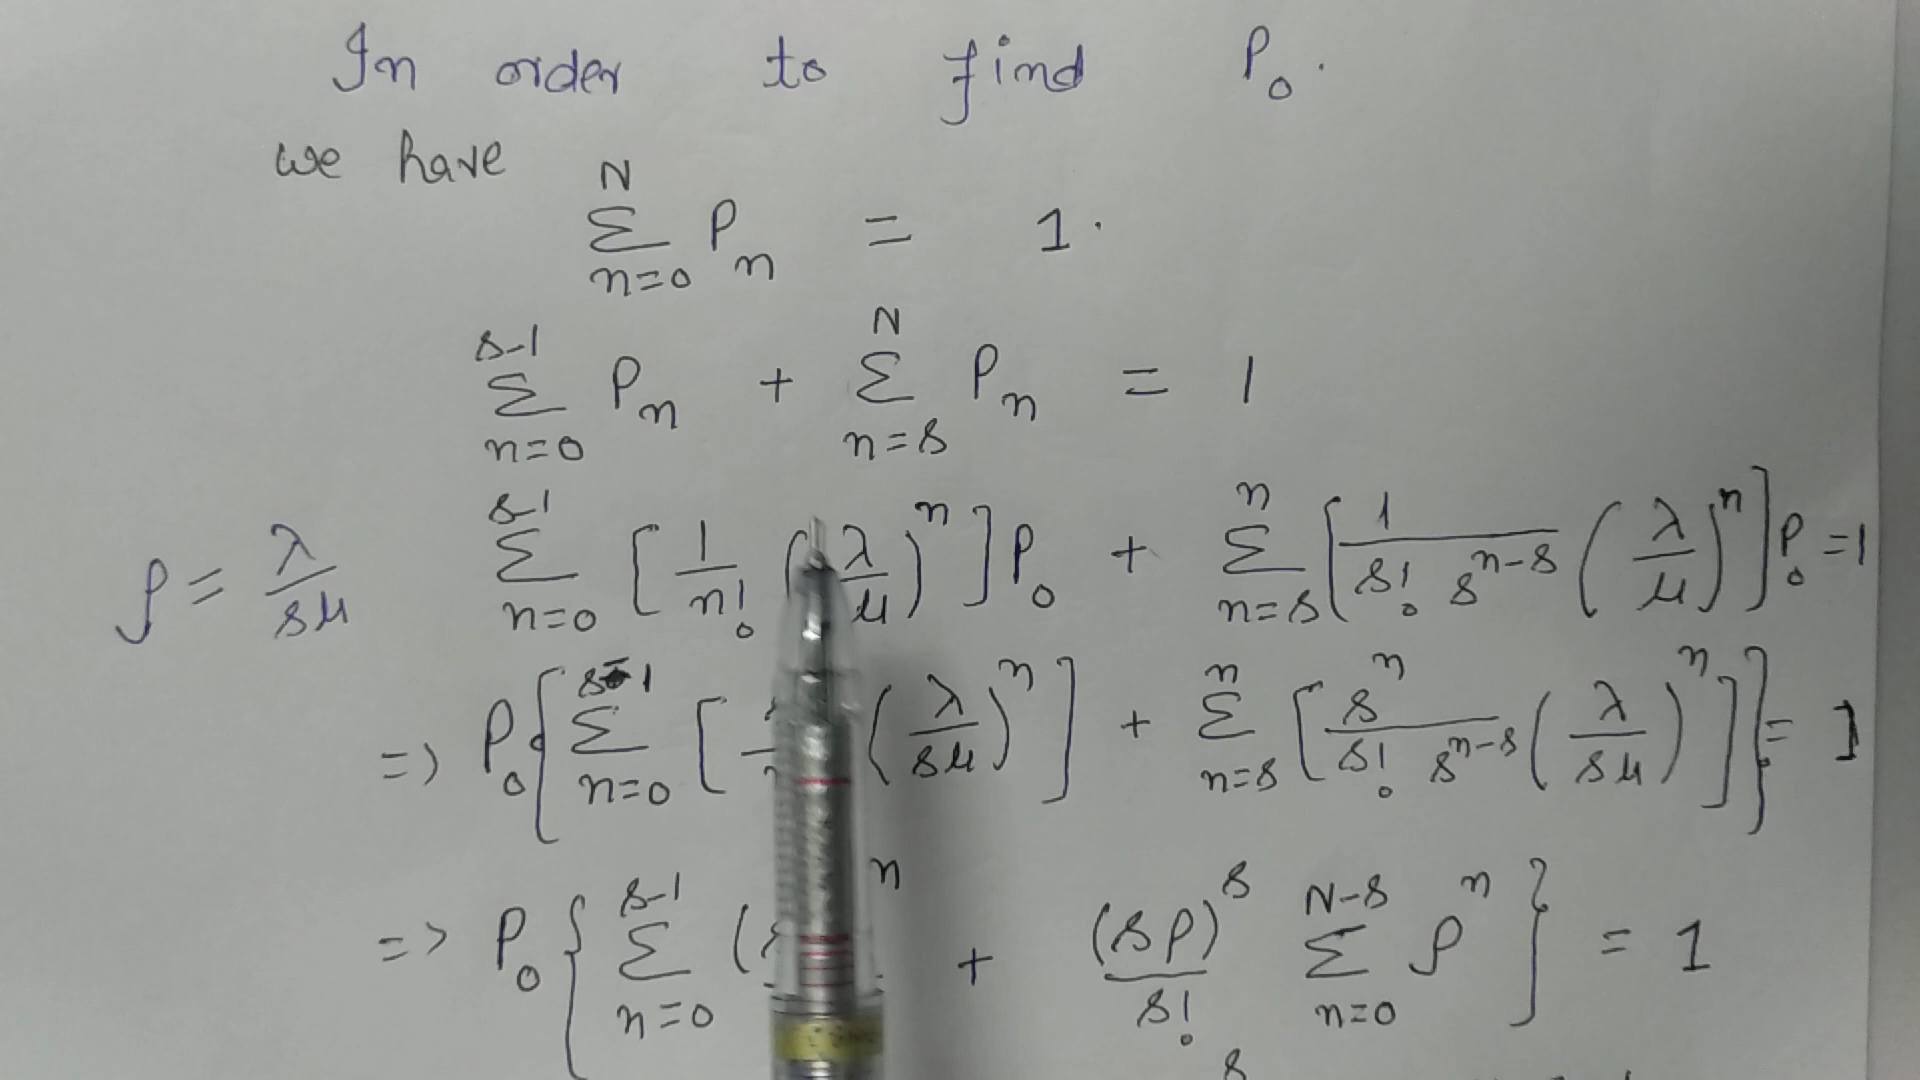 In order to find P₀.
we have
∑_{n=0}^{N} Pₙ = 1.
∑_{n=0}^{s-1} Pₙ + ∑_{n=s}^{N} Pₙ = 1
ρ = λ/sμ ∑_{n=0}^{s-1} [1/n! (λ/μ)^n] P₀ + ∑_{n=s}^{n} [1/(s! s^{n-s}) (λ/μ)^n] P₀ = 1
=> P₀ { ∑_{n=0}^{s-1} [ (λ/sμ)^n ] + ∑_{n=s}^{n} [s^n/(s! s^{n-s}) (λ/sμ)^n] } = 1
=> P₀ { ∑_{n=0}^{s-1} ( ^n + (sρ)^s/s! ∑_{n=0}^{N-s} ρ^n } = 1
s